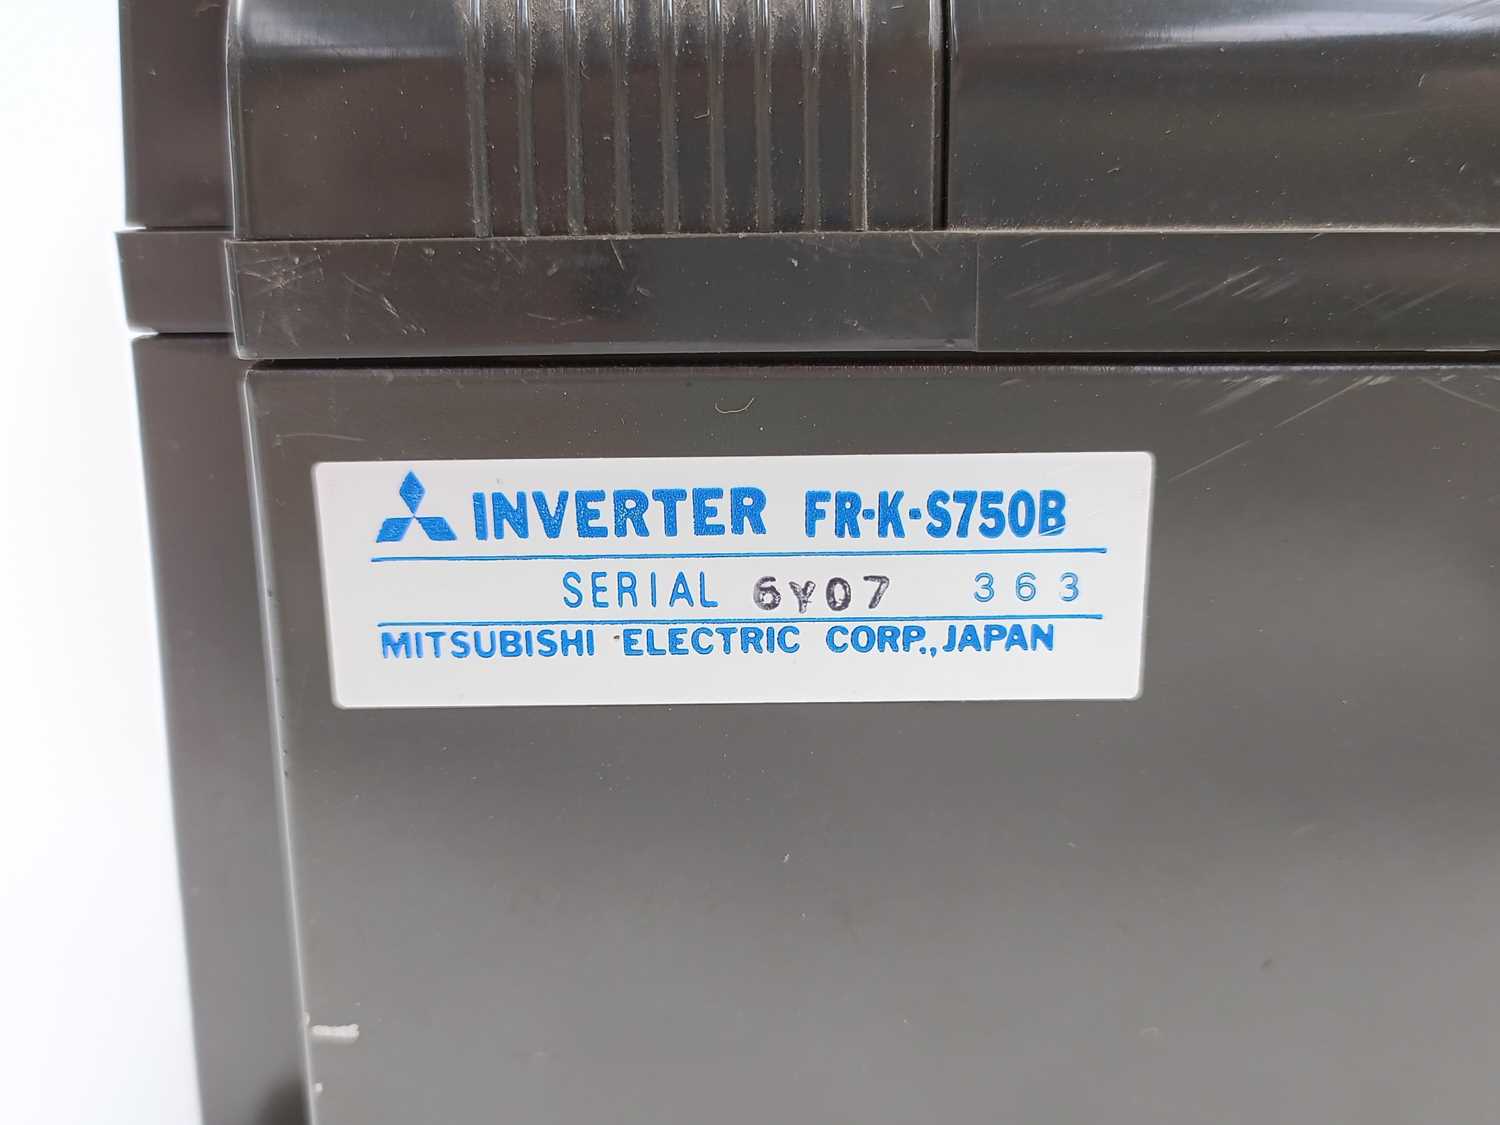 INVERTER FR-K-S750B
SERIAL 6Y07 363
MITSUBISHI ELECTRIC CORP., JAPAN